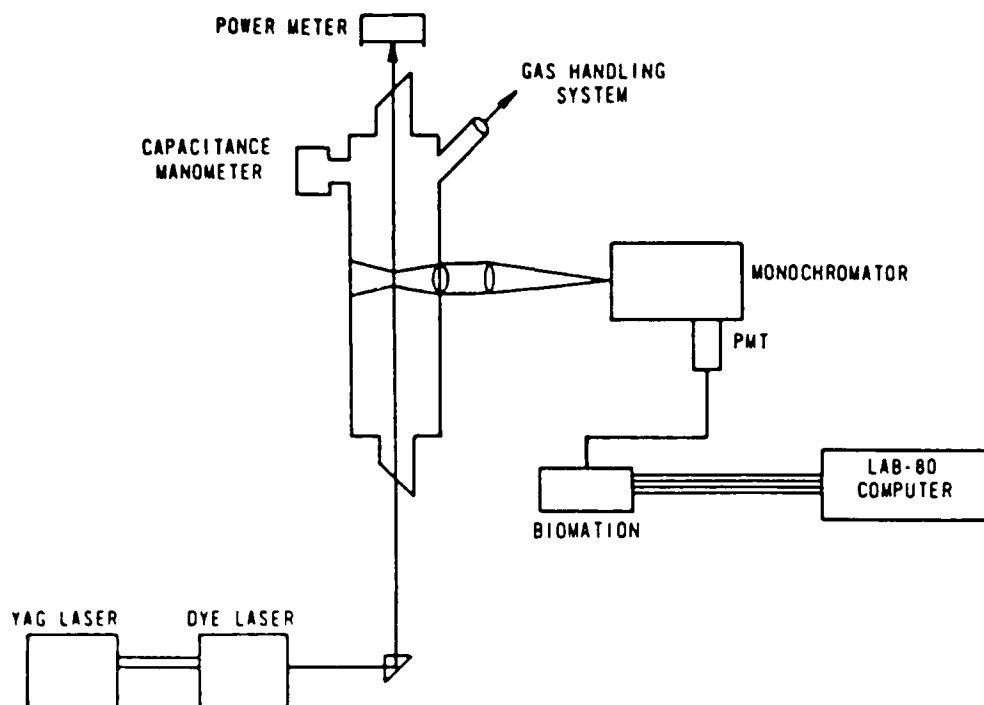 POWER METER
GAS HANDLING
SYSTEM
CAPACITANCE
MANOMETER
MONOCHROMATOR
PMT
LAB-80
COMPUTER
BIOMATION
YAG LASER
DYE LASER